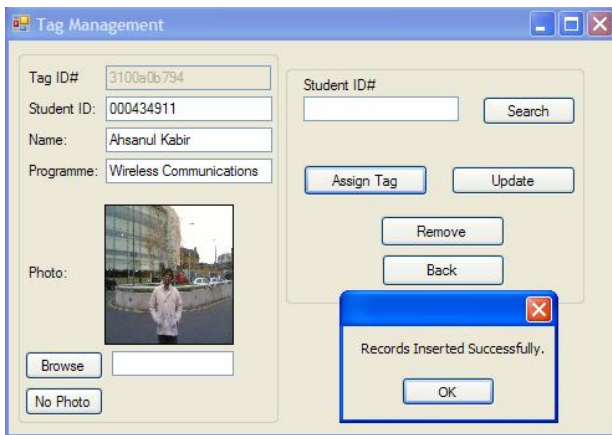 Tag Management
Tag ID# 3100a0b794
Student ID: 000434911
Name: Ahsanul Kabir
Programme: Wireless Communications
Photo:
Browse
No Photo
Student ID#
Search
Assign Tag Update
Remove
Back
Records Inserted Successfully.
OK